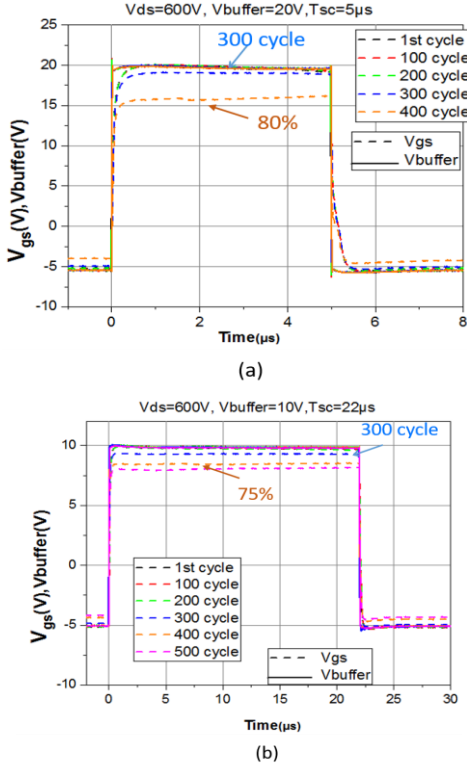 Vds=600V, Vbuffer=20V,Tsc=5µs
25
20
15
10
5
0
-5
-10
300 cycle
80%
1st cycle
100 cycle
200 cycle
300 cycle
400 cycle
Vgs
Vbuffer
Vgs(V),Vbuffer(V)
0
2
4
6
8
Time(µs)
(a)
Vds=600V, Vbuffer=10V,Tsc=22µs
10
5
0
-5
-10
300 cycle
75%
1st cycle
100 cycle
200 cycle
300 cycle
400 cycle
500 cycle
Vgs
Vbuffer
Vgs(V),Vbuffer(V)
0
5
10
15
20
25
30
Time(µs)
(b)